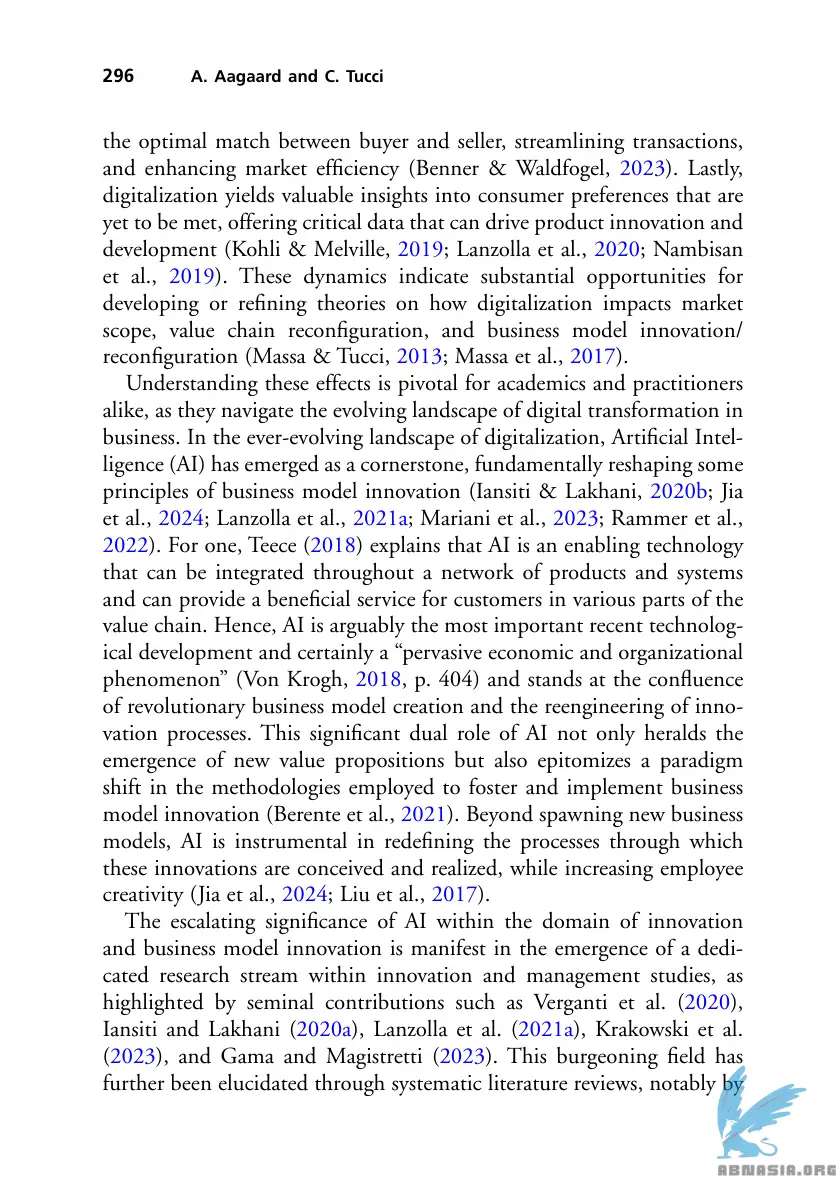 296 A. Aagaard and C. Tucci
the optimal match between buyer and seller, streamlining transactions,
and enhancing market efficiency (Benner & Waldfogel, 2023). Lastly,
digitalization yields valuable insights into consumer preferences that are
yet to be met, offering critical data that can drive product innovation and
development (Kohli & Melville, 2019; Lanzolla et al., 2020; Nambisan
et al., 2019). These dynamics indicate substantial opportunities for
developing or refining theories on how digitalization impacts market
scope, value chain reconfiguration, and business model innovation/
reconfiguration (Massa & Tucci, 2013; Massa et al., 2017).
Understanding these effects is pivotal for academics and practitioners
alike, as they navigate the evolving landscape of digital transformation in
business. In the ever-evolving landscape of digitalization, Artificial Intel-
ligence (AI) has emerged as a cornerstone, fundamentally reshaping some
principles of business model innovation (Iansiti & Lakhani, 2020b; Jia
et al., 2024; Lanzolla et al., 2021a; Mariani et al., 2023; Rammer et al.,
2022). For one, Teece (2018) explains that AI is an enabling technology
that can be integrated throughout a network of products and systems
and can provide a beneficial service for customers in various parts of the
value chain. Hence, AI is arguably the most important recent technolog-
ical development and certainly a “pervasive economic and organizational
phenomenon” (Von Krogh, 2018, p. 404) and stands at the confluence
of revolutionary business model creation and the reengineering of inno-
vation processes. This significant dual role of AI not only heralds the
emergence of new value propositions but also epitomizes a paradigm
shift in the methodologies employed to foster and implement business
model innovation (Berente et al., 2021). Beyond spawning new business
models, AI is instrumental in redefining the processes through which
these innovations are conceived and realized, while increasing employee
creativity (Jia et al., 2024; Liu et al., 2017).
The escalating significance of AI within the domain of innovation
and business model innovation is manifest in the emergence of a dedi-
cated research stream within innovation and management studies, as
highlighted by seminal contributions such as Verganti et al. (2020),
Iansiti and Lakhani (2020a), Lanzolla et al. (2021a), Krakowski et al.
(2023), and Gama and Magistretti (2023). This burgeoning field has
further been elucidated through systematic literature reviews, notably by
ABNASIA.ORG